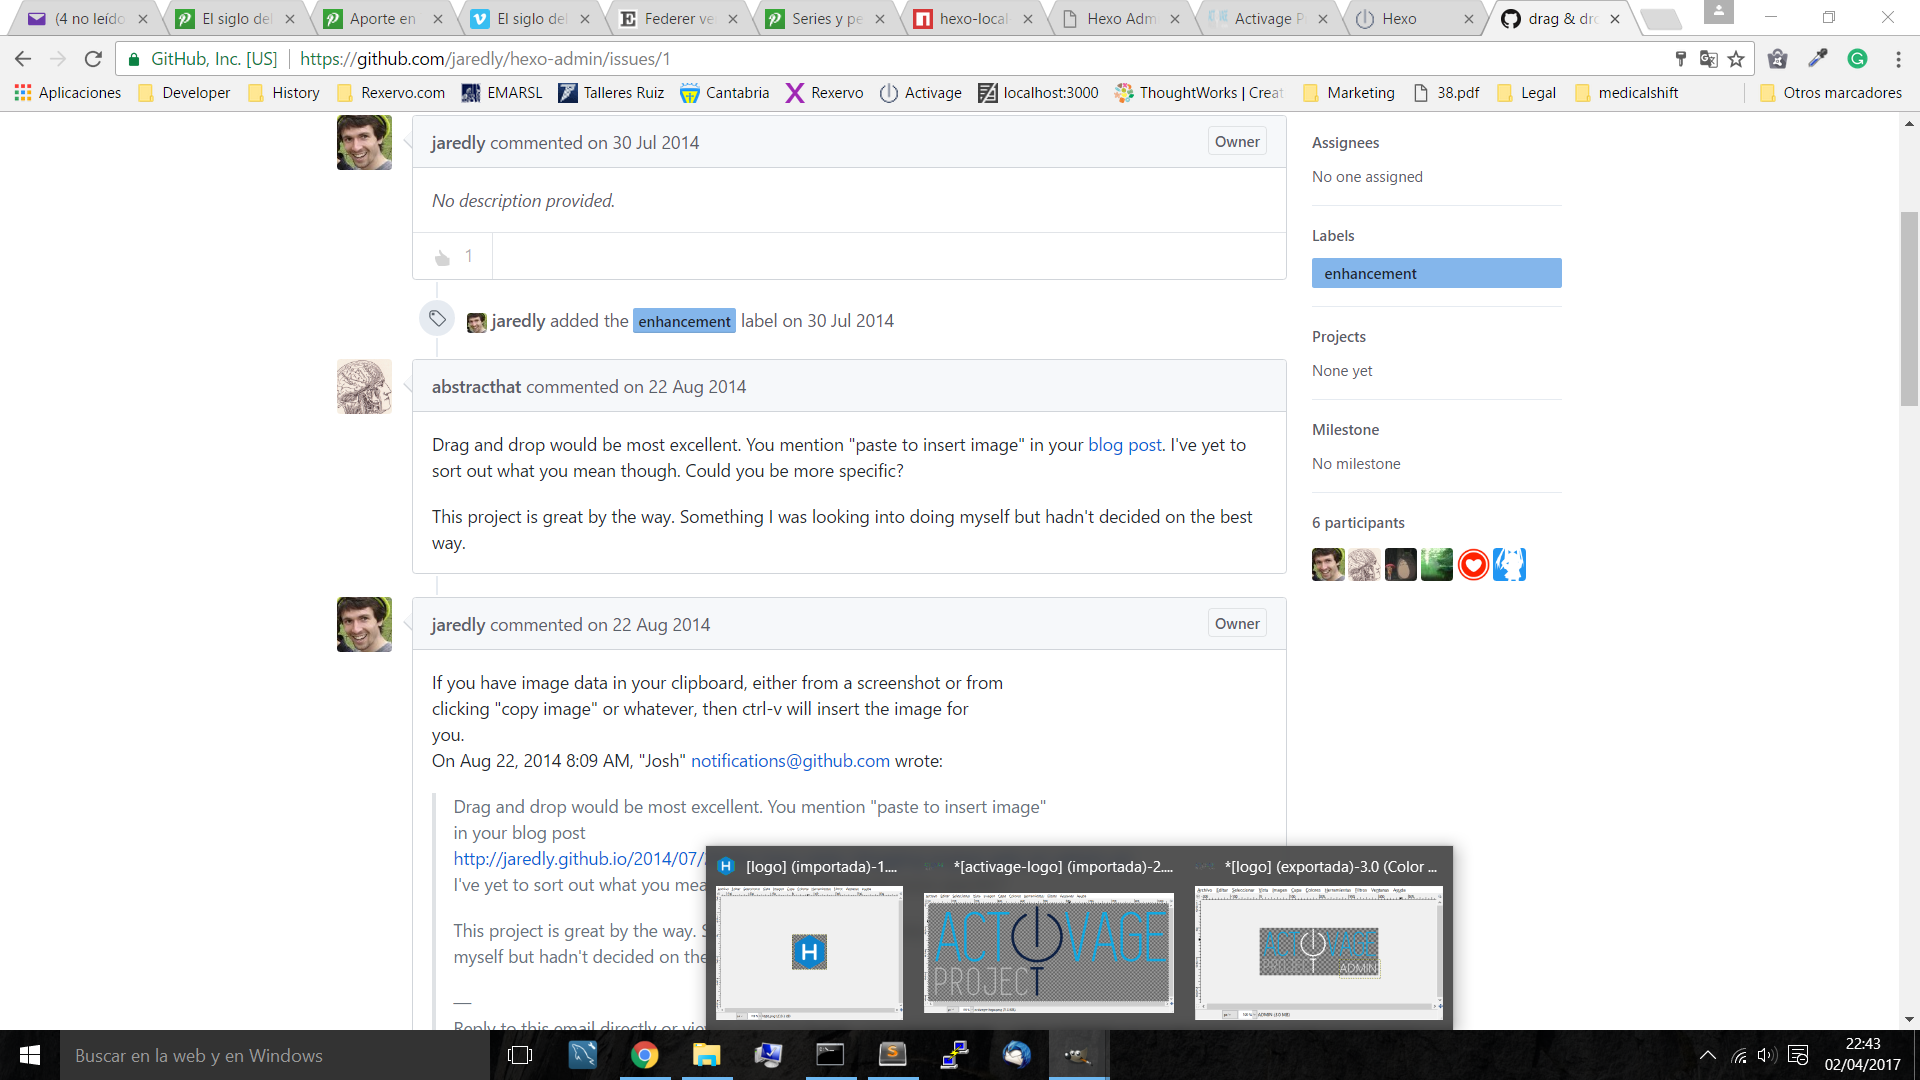 (4 no leído
El siglo del
Aporte en
El siglo del
Federer ve
Series y pe
hexo-local
Hexo Adm
Activage P
Hexo
drag & dro
GitHub, Inc. [US]
https://github.com/jaredly/hexo-admin/issues/1
Aplicaciones
Developer
History
Rexervo.com
EMARSL
Talleres Ruiz
Cantabria
Rexervo
Activage
localhost:3000
ThoughtWorks | Creat
Marketing
38.pdf
Legal
medicalshift
Otros marcadores
jaredly commented on 30 Jul 2014
Owner
No description provided.
1
jaredly added the enhancement label on 30 Jul 2014
abstracthat commented on 22 Aug 2014
Drag and drop would be most excellent. You mention "paste to insert image" in your blog post. I've yet to
sort out what you mean though. Could you be more specific?
This project is great by the way. Something I was looking into doing myself but hadn't decided on the best
way.
jaredly commented on 22 Aug 2014
Owner
If you have image data in your clipboard, either from a screenshot or from
clicking "copy image" or whatever, then ctrl-v will insert the image for
you.
On Aug 22, 2014 8:09 AM, "Josh" notifications@github.com wrote:
Drag and drop would be most excellent. You mention "paste to insert image"
in your blog post
http://jaredly.github.io/2014/07/
I've yet to sort out what you mea
This project is great by the way. S
myself but hadn't decided on the
—
Reply to this email directly or vie
Assignees
No one assigned
Labels
enhancement
Projects
None yet
Milestone
No milestone
6 participants
[logo] (importada)-1....
*[activage-logo] (importada)-2....
*[logo] (exportada)-3.0 (Color ...
H
ACTIVAGE
PROJECT
ACTIVAGE
PROJECT
ADMIN
Buscar en la web y en Windows
22:43
02/04/2017